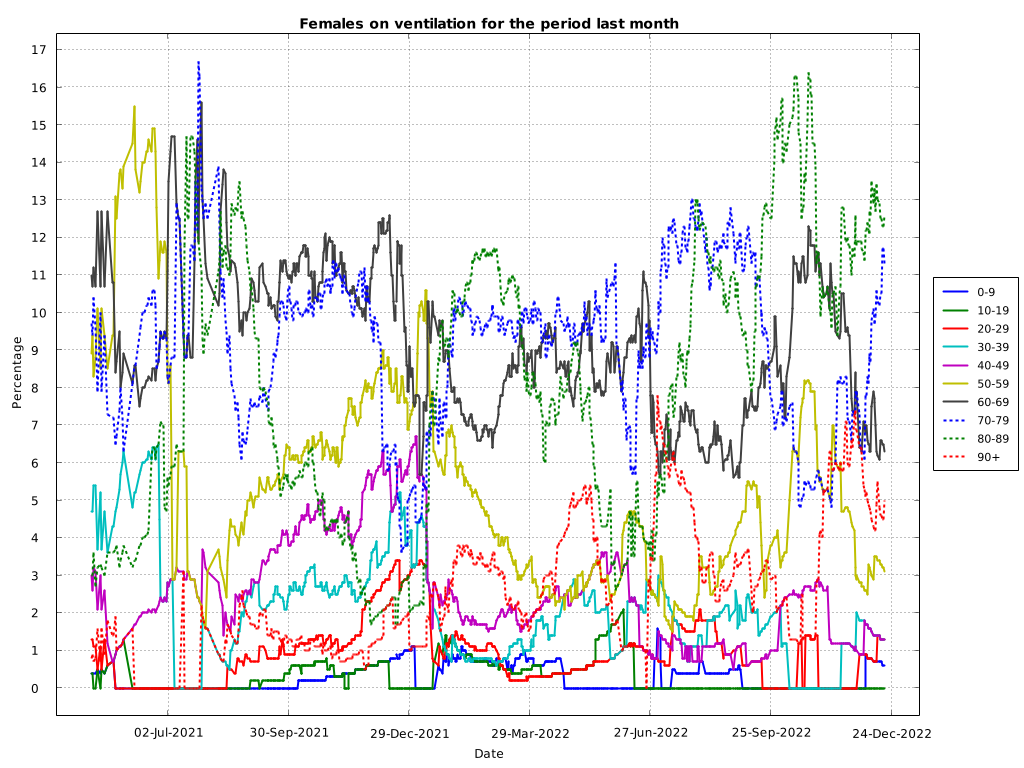 Females on ventilation for the period last month
17
16
15
14
13
12
11
10
9
8
7
6
5
4
3
2
1
0
Percentage
02-Jul-2021
30-Sep-2021
29-Dec-2021
29-Mar-2022
27-Jun-2022
25-Sep-2022
24-Dec-2022
Date
0-9
10-19
20-29
30-39
40-49
50-59
60-69
70-79
80-89
90+